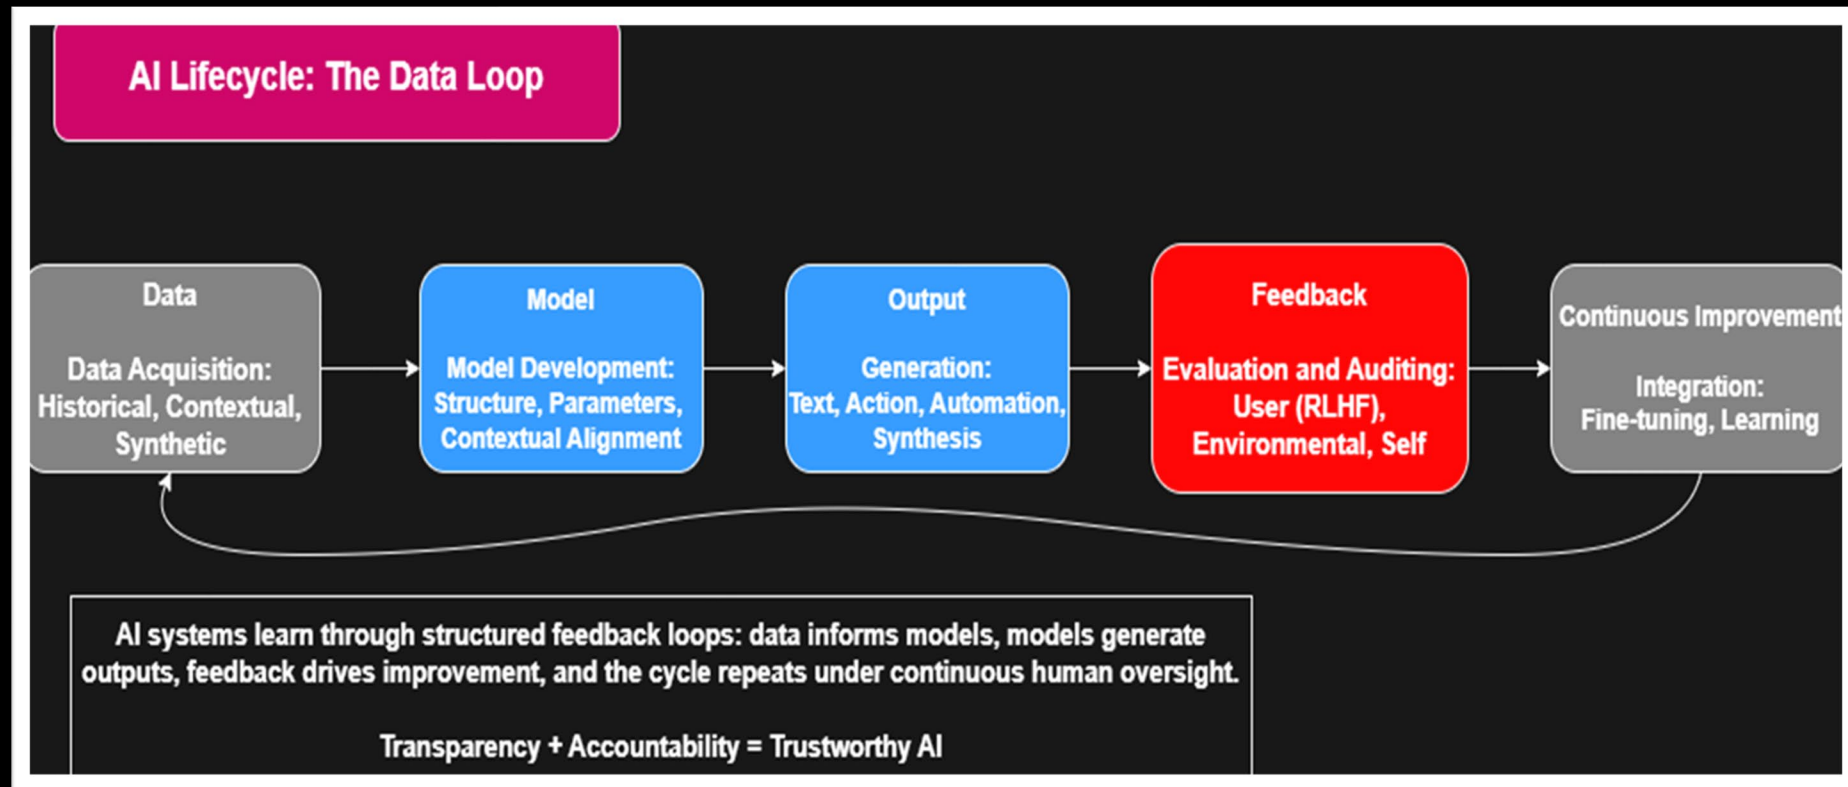 AI Lifecycle: The Data Loop
Data
Data Acquisition:
Historical, Contextual,
Synthetic
Model
Model Development:
Structure, Parameters,
Contextual Alignment
Output
Generation:
Text, Action, Automation,
Synthesis
Feedback
Evaluation and Auditing:
User (RLHF),
Environmental, Self
Continuous Improvement
Integration:
Fine-tuning, Learning
AI systems learn through structured feedback loops: data informs models, models generate
outputs, feedback drives improvement, and the cycle repeats under continuous human oversight.
Transparency + Accountability = Trustworthy AI